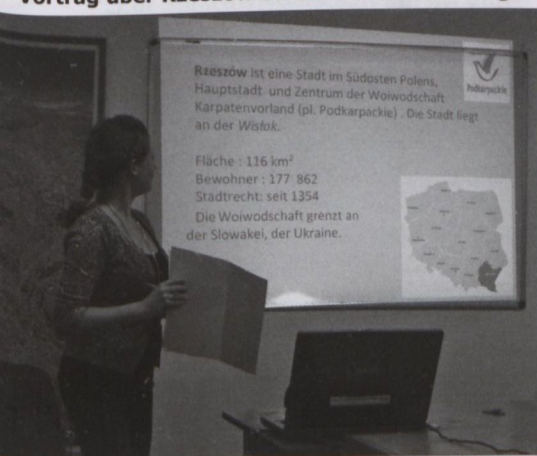 Vortrag über
Rzeszów ist eine Stadt im Südosten Polens,
Hauptstadt und Zentrum der Woiwodschaft
Karpatenvorland (pl. Podkarpackie) . Die Stadt liegt
an der Wisłok.
Fläche : 116 km²
Bewohner : 177 862
Stadtrecht: seit 1354
Die Woiwodschaft grenzt an
der Slowakei, der Ukraine.
Podkarpackie